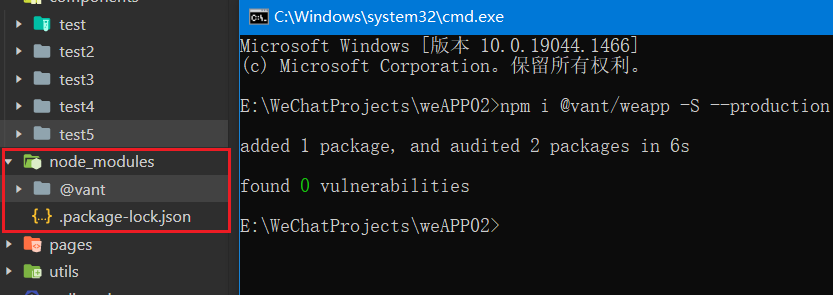 components
test
test2
test3
test4
test5
node_modules
@vant
.package-lock.json
pages
utils
C:\Windows\system32\cmd.exe
Microsoft Windows [版本 10.0.19044.1466]
(c) Microsoft Corporation。保留所有权利。
E:\WeChatProjects\weAPP02>npm i @vant/weapp -S --production
added 1 package, and audited 2 packages in 6s
found 0 vulnerabilities
E:\WeChatProjects\weAPP02>